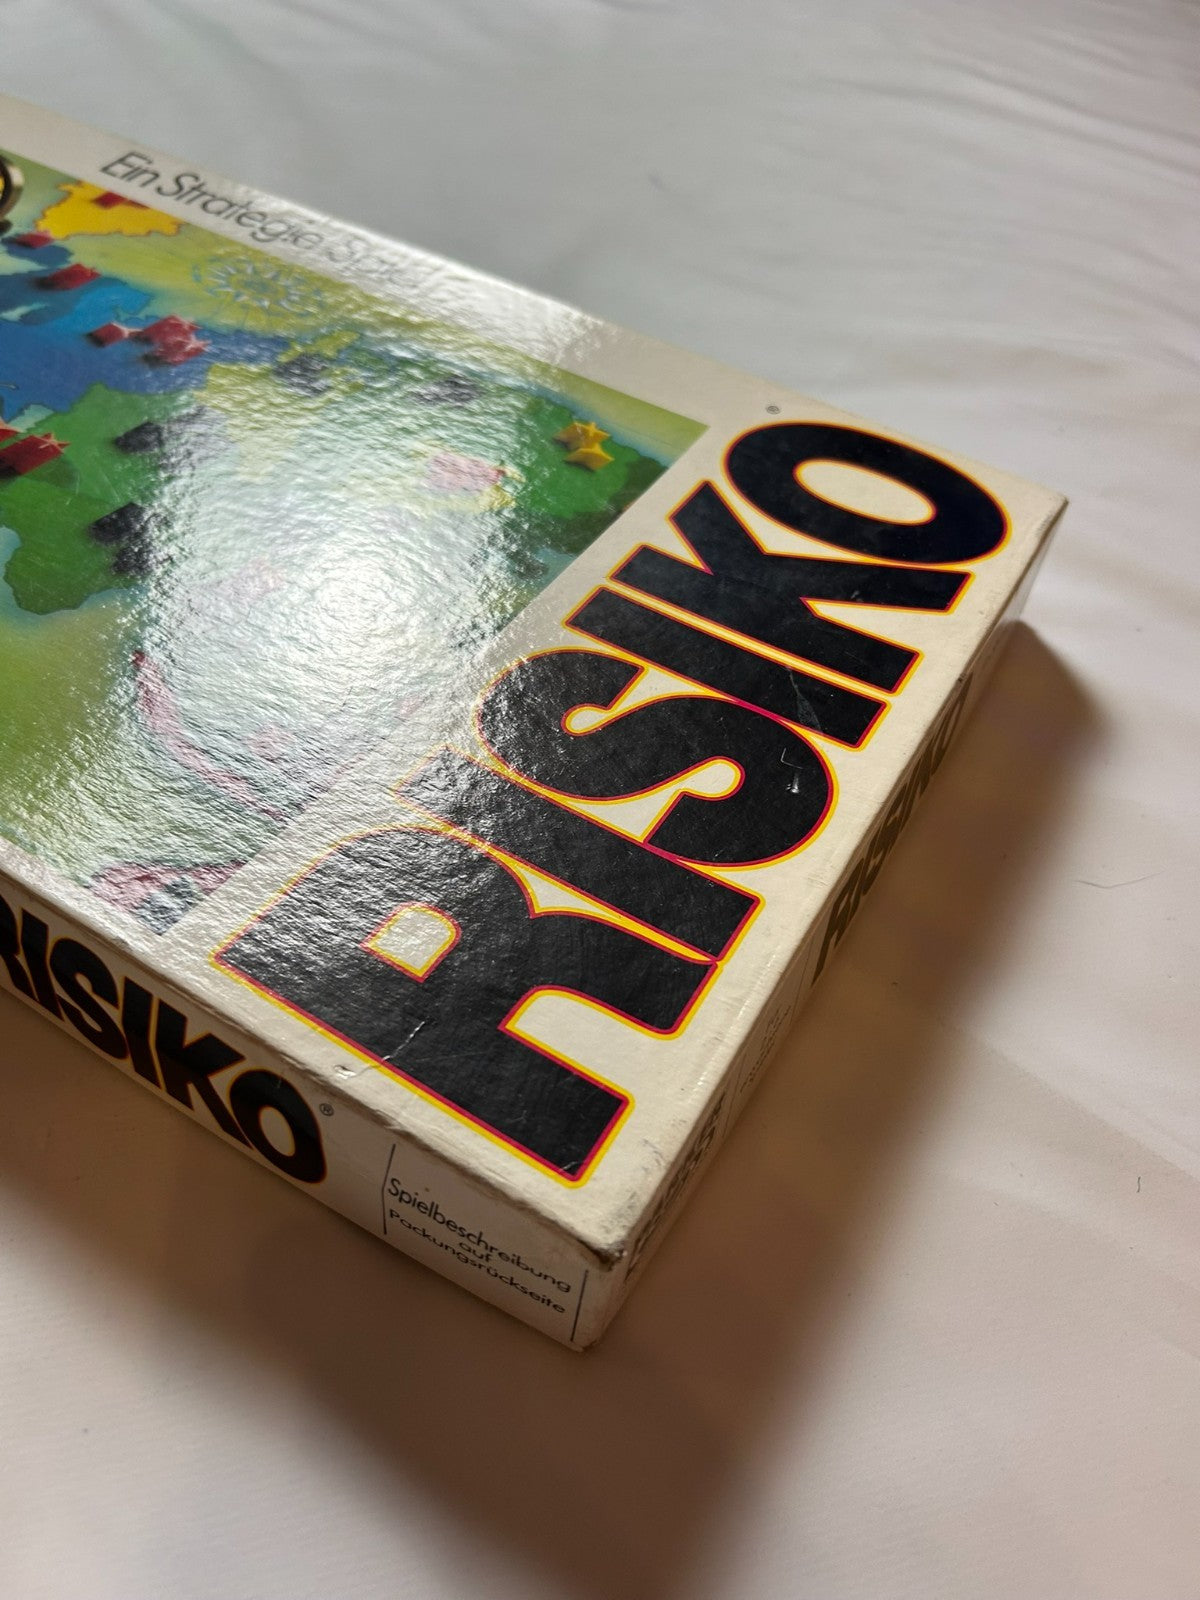 Ein Strategie Spiel
RISIKO
®
RISIKO
®
Spielbeschreibung
auf
Packungsrückseite
RISIKO